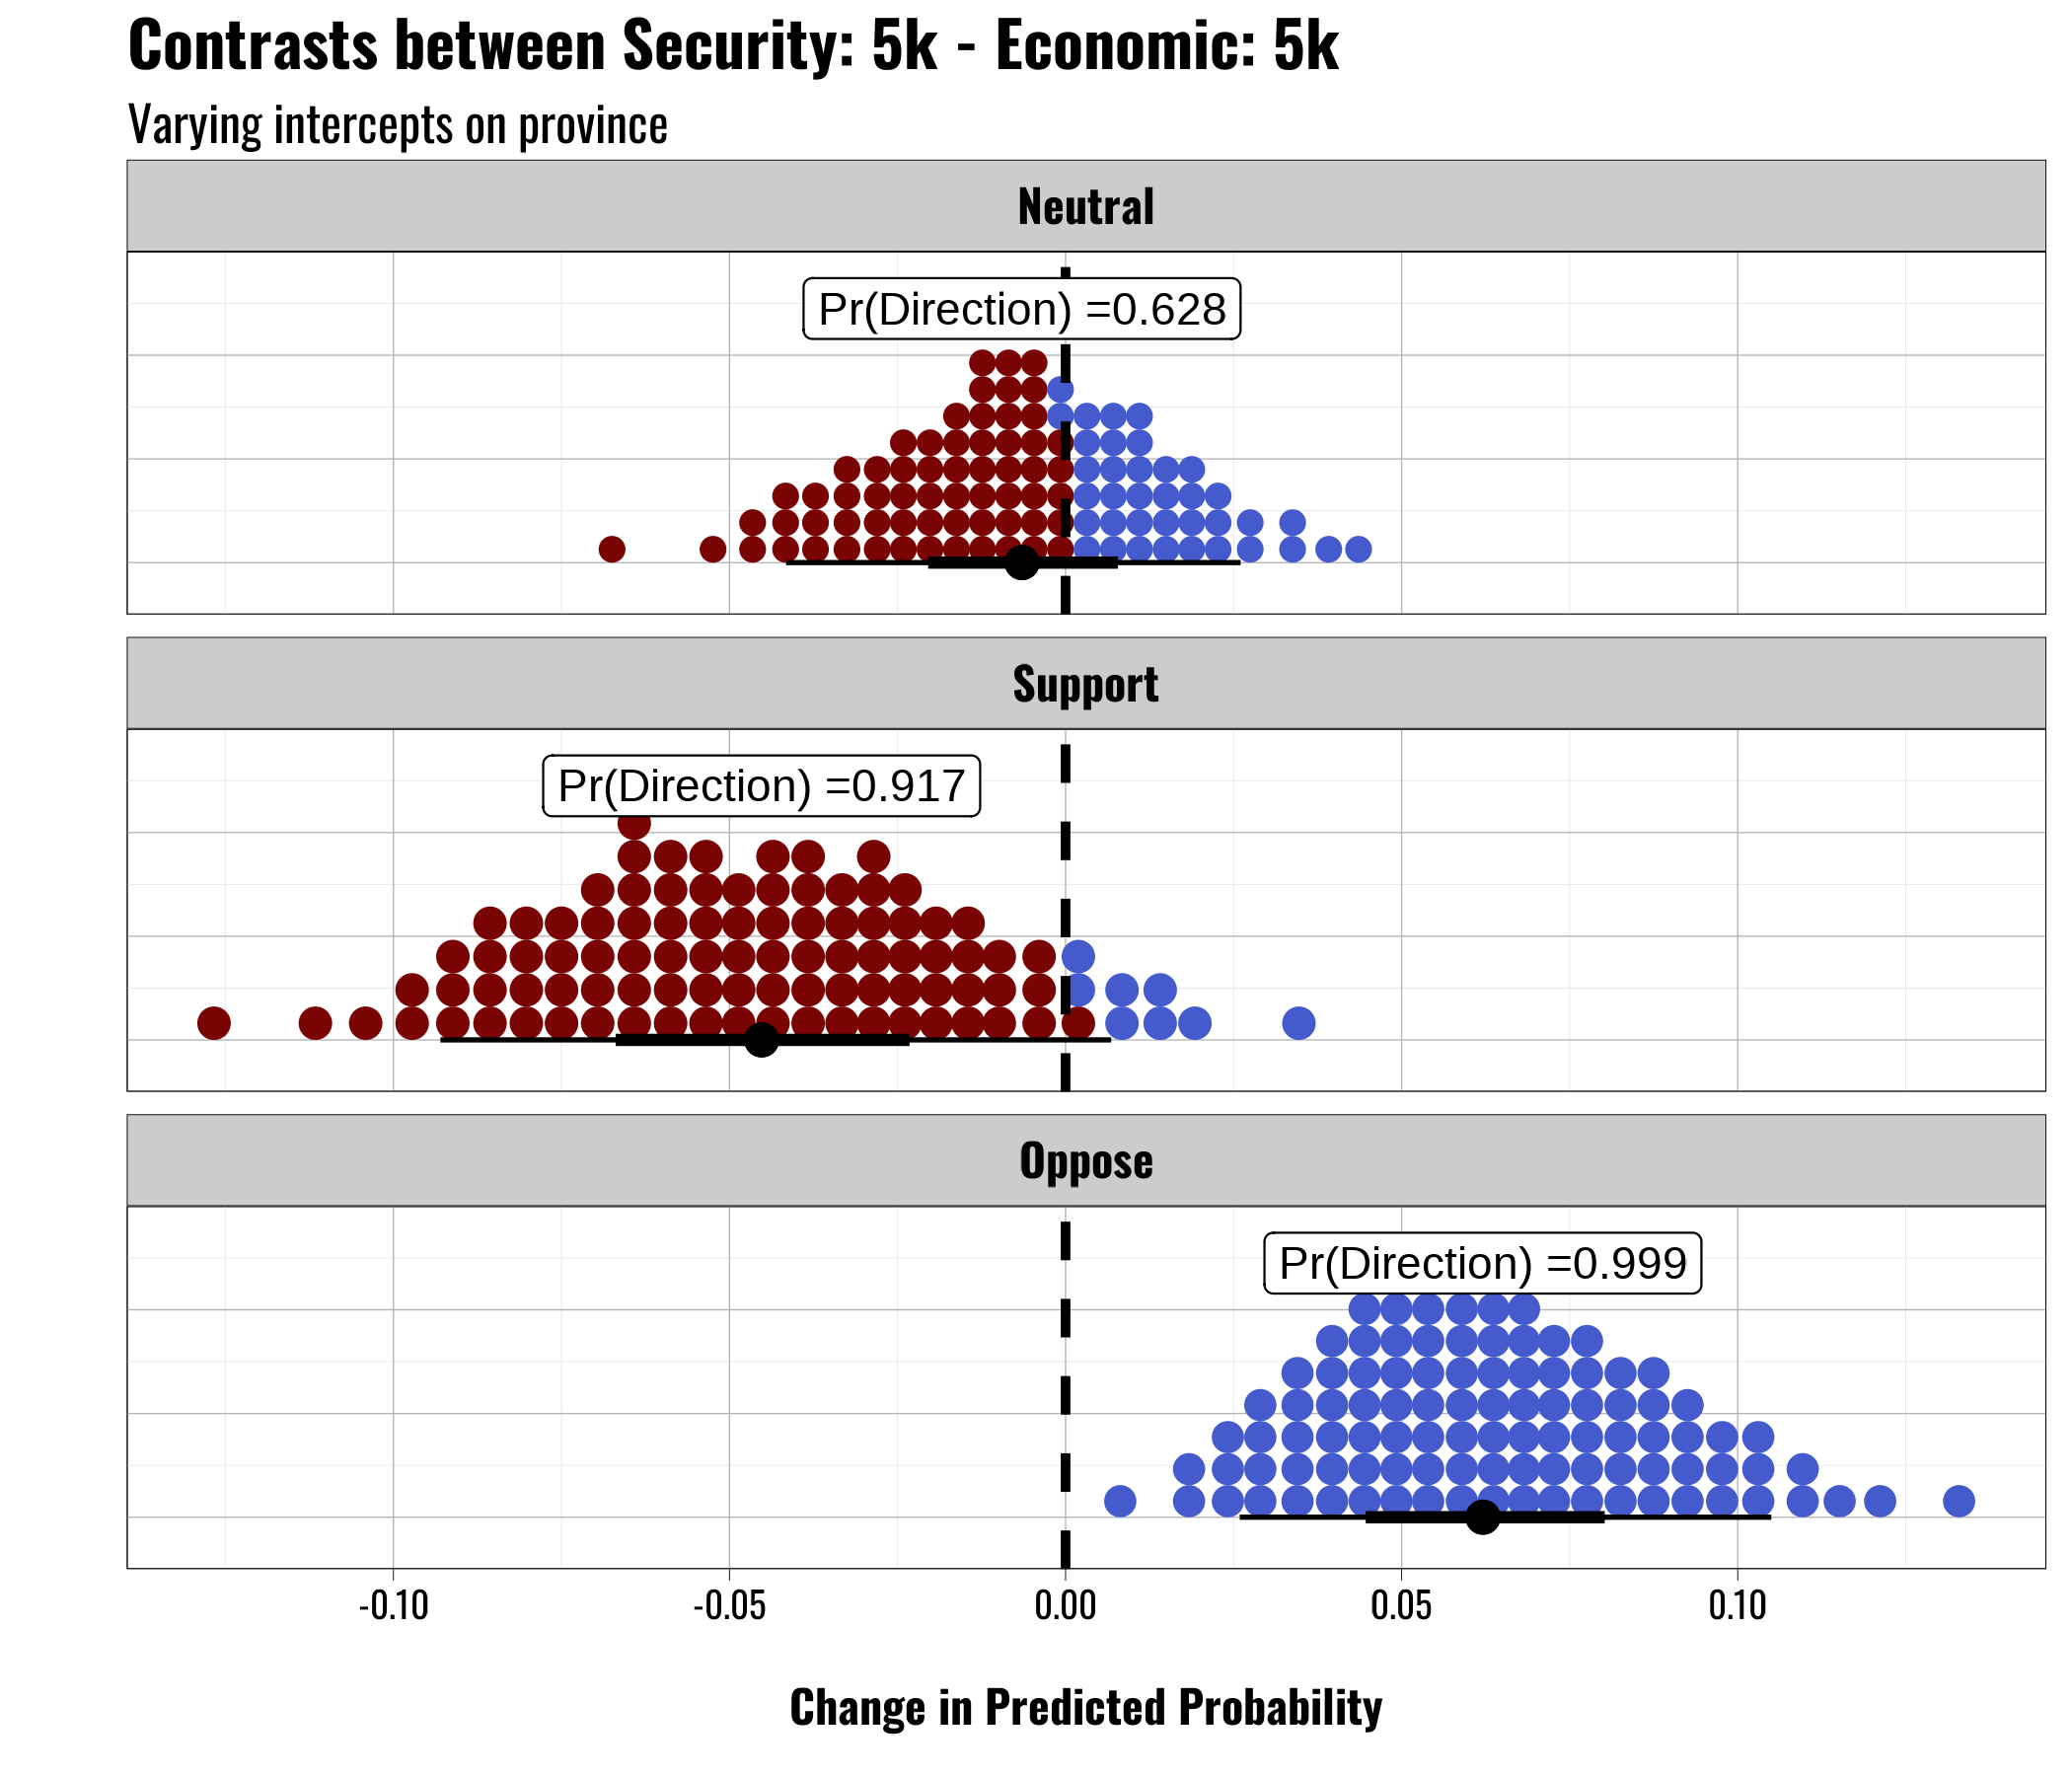 Contrasts between Security: 5k - Economic: 5k
Varying intercepts on province
Neutral
Pr(Direction) =0.628
Support
Pr(Direction) =0.917
Oppose
Pr(Direction) =0.999
-0.10 -0.05 0.00 0.05 0.10
Change in Predicted Probability